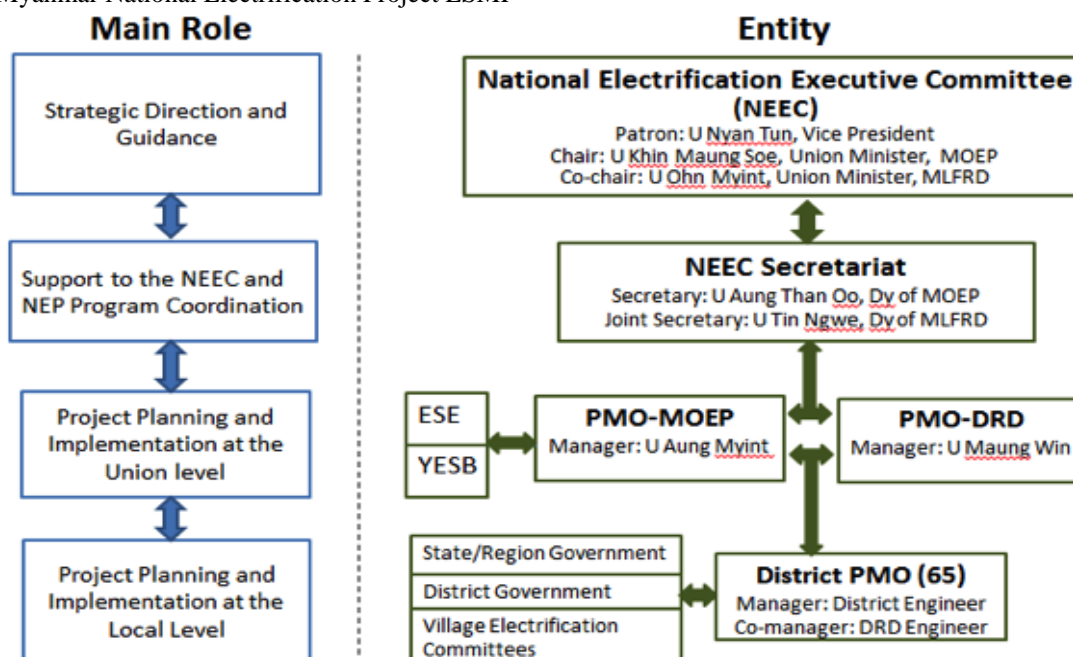 Myanmar National Electrification Project ESMP
Main Role
Strategic Direction and
Guidance
Support to the NEEC and
NEP Program Coordination
Project Planning and
Implementation at the
Union level
Project Planning and
Implementation at the
Local Level
Entity
National Electrification Executive Committee
(NEEC)
Patron: U Nyan Tun, Vice President
Chair: U Khin Maung Soe, Union Minister, MOEP
Co-chair: U Ohn Myint, Union Minister, MLFRD
NEEC Secretariat
Secretary: U Aung Than Oo, Dy of MOEP
Joint Secretary: U Tin Ngwe, Dy of MLFRD
ESE
YESB
PMO-MOEP
Manager: U Aung Myint
PMO-DRD
Manager: U Maung Win
State/Region Government
District Government
Village Electrification
Committees
District PMO (65)
Manager: District Engineer
Co-manager: DRD Engineer